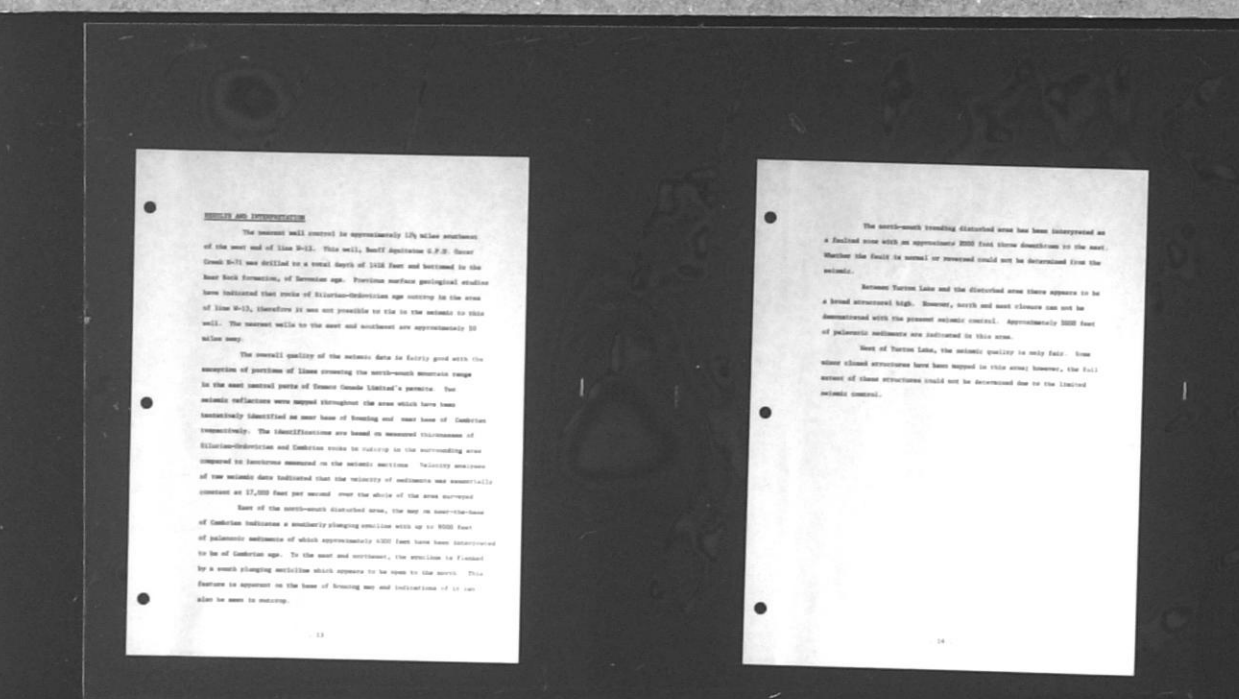 RESULTS AND INTERPRETATION
The nearest well control is approximately 12½ miles southeast
of the west end of line W-13. This well, Banff Aquitaine
Creek was drilled to a total depth of feet and bottomed in the
Bear Rock formation, of Devonian age. Previous surface geological studies
have indicated that rocks of Silurian-Ordovician age outcrop in the area
of line W-13, therefore it was not possible to tie in the seismic to this
well. The nearest wells to the west and southeast are approximately
miles away.
The overall quality of the seismic data is fairly good with the
exception of portions of lines crossing the north-south mountain range
in the east central parts of Texaco Canada Limited's permits. Two
seismic reflectors were mapped throughout the area which have been
tentatively identified as near base of and near base of Cambrian
respectively. The identifications are based on measured thicknesses of
Silurian-Ordovician and Cambrian rocks in outcrop in the surrounding area
compared to isochrons measured on the seismic sections. Velocity analyses
of raw seismic data indicated that the velocity of sediments was essentially
constant at 17,000 feet per second over the whole of the area surveyed
East of the north-south disturbed area, the map on near-the-base
of Cambrian indicates a southerly plunging syncline with up to feet
of paleozoic sediments of which approximately feet have been interpreted
to be of Cambrian age. To the east and northeast, the syncline is flanked
by a south plunging anticline which appears to be open to the north. This
feature is apparent on the base of map and indications of it can
also be seen in outcrop.
13
The north-south trending disturbed area has been interpreted as
a faulted zone with an approximate foot throw downthrown to the west.
Whether the fault is normal or reversed could not be determined from the
seismic.
Between Turton Lake and the disturbed area there appears to be
a broad structural high. However, north and west closure can not be
demonstrated with the present seismic control. Approximately feet
of paleozoic sediments are indicated in this area.
West of Turton Lake, the seismic quality is only fair. Some
minor closed structures have been mapped in this area; however, the full
extent of these structures could not be determined due to the limited
seismic control.
14